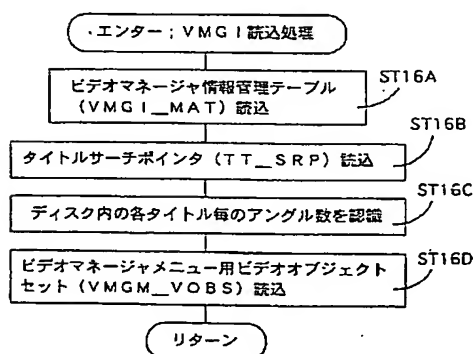 エンター；ＶＭＧＩ読込処理
ビデオマネージャ情報管理テーブル
（ＶＭＧＩ＿ＭＡＴ）読込
ST16A
タイトルサーチポインタ（ＴＴ＿ＳＲＰ）読込
ST16B
ディスク内の各タイトル毎のアングル数を認識
ST16C
ビデオマネージャメニュー用ビデオオブジェクト
セット（ＶＭＧＭ＿ＶＯＢＳ）読込
ST16D
リターン